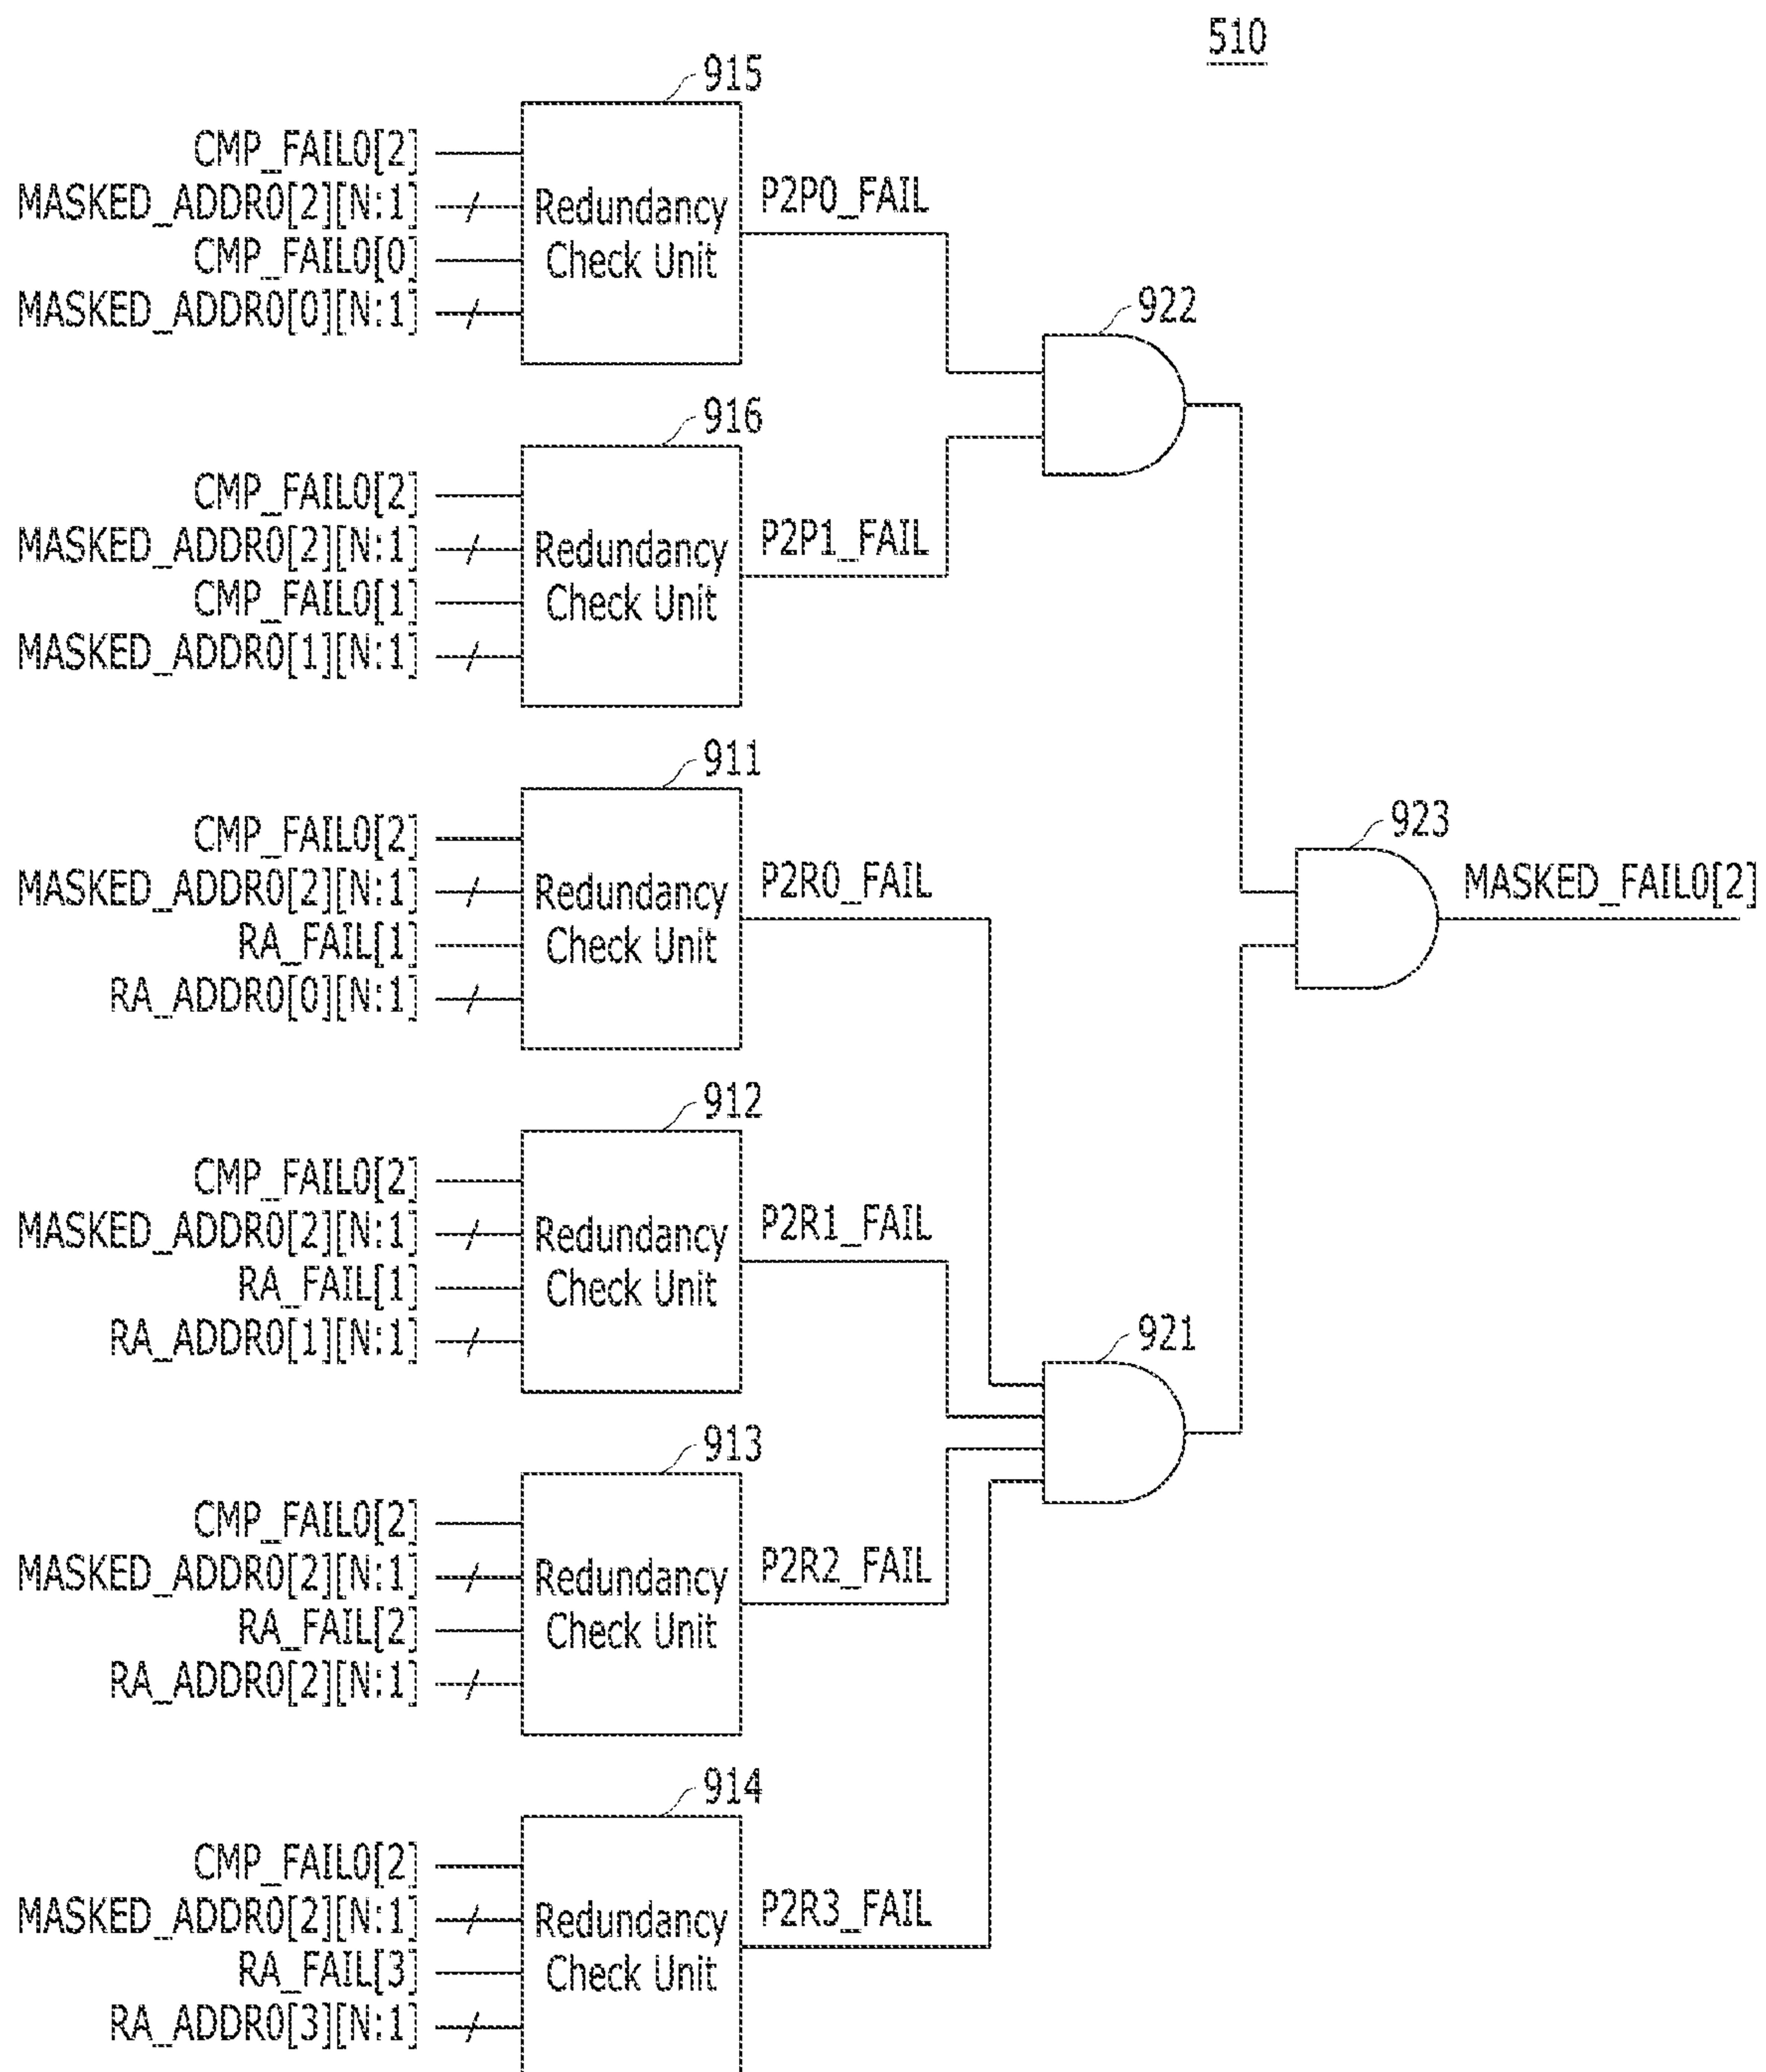 510
915
CMP_FAIL0[2]
MASKED_ADDR0[2][N:1]
CMP_FAIL0[0]
MASKED_ADDR0[0][N:1]
Redundancy
Check Unit
P2P0_FAIL
922
916
CMP_FAIL0[2]
MASKED_ADDR0[2][N:1]
CMP_FAIL0[1]
MASKED_ADDR0[1][N:1]
Redundancy
Check Unit
P2P1_FAIL
911
CMP_FAIL0[2]
MASKED_ADDR0[2][N:1]
RA_FAIL[1]
RA_ADDR0[0][N:1]
Redundancy
Check Unit
P2R0_FAIL
923
MASKED_FAIL0[2]
912
CMP_FAIL0[2]
MASKED_ADDR0[2][N:1]
RA_FAIL[1]
RA_ADDR0[1][N:1]
Redundancy
Check Unit
P2R1_FAIL
921
913
CMP_FAIL0[2]
MASKED_ADDR0[2][N:1]
RA_FAIL[2]
RA_ADDR0[2][N:1]
Redundancy
Check Unit
P2R2_FAIL
914
CMP_FAIL0[2]
MASKED_ADDR0[2][N:1]
RA_FAIL[3]
RA_ADDR0[3][N:1]
Redundancy
Check Unit
P2R3_FAIL